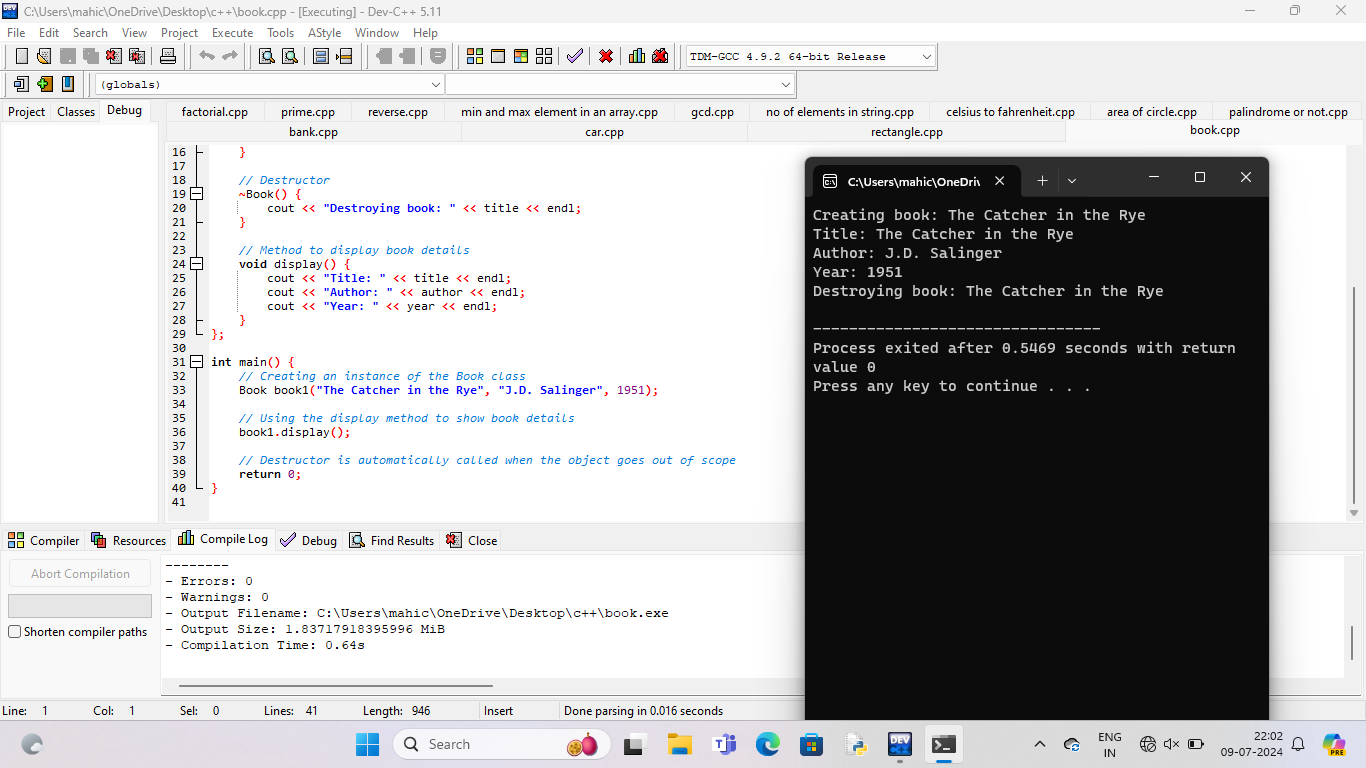 C:\Users\mahic\OneDrive\Desktop\c++\book.cpp - [Executing] - Dev-C++ 5.11
File Edit Search View Project Execute Tools AStyle Window Help
TDM-GCC 4.9.2 64-bit Release
(globals)
Project Classes Debug
factorial.cpp prime.cpp reverse.cpp min and max element in an array.cpp gcd.cpp no of elements in string.cpp celsius to fahrenheit.cpp area of circle.cpp palindrome or not.cpp
bank.cpp car.cpp rectangle.cpp book.cpp
16 }
17
18 // Destructor
19 ~Book() {
20 cout << "Destroying book: " << title << endl;
21 }
22
23 // Method to display book details
24 void display() {
25 cout << "Title: " << title << endl;
26 cout << "Author: " << author << endl;
27 cout << "Year: " << year << endl;
28 }
29 };
30
31 int main() {
32 // Creating an instance of the Book class
33 Book book1("The Catcher in the Rye", "J.D. Salinger", 1951);
34
35 // Using the display method to show book details
36 book1.display();
37
38 // Destructor is automatically called when the object goes out of scope
39 return 0;
40 }
41
C:\Users\mahic\OneDri
Creating book: The Catcher in the Rye
Title: The Catcher in the Rye
Author: J.D. Salinger
Year: 1951
Destroying book: The Catcher in the Rye
--------------------------------
Process exited after 0.5469 seconds with return
value 0
Press any key to continue . . .
Compiler Resources Compile Log Debug Find Results Close
Abort Compilation
Shorten compiler paths
--------
- Errors: 0
- Warnings: 0
- Output Filename: C:\Users\mahic\OneDrive\Desktop\c++\book.exe
- Output Size: 1.83717918395996 MiB
- Compilation Time: 0.64s
Line: 1 Col: 1 Sel: 0 Lines: 41 Length: 946 Insert Done parsing in 0.016 seconds
Search
DEV
ENG
IN
22:02
09-07-2024
PRE